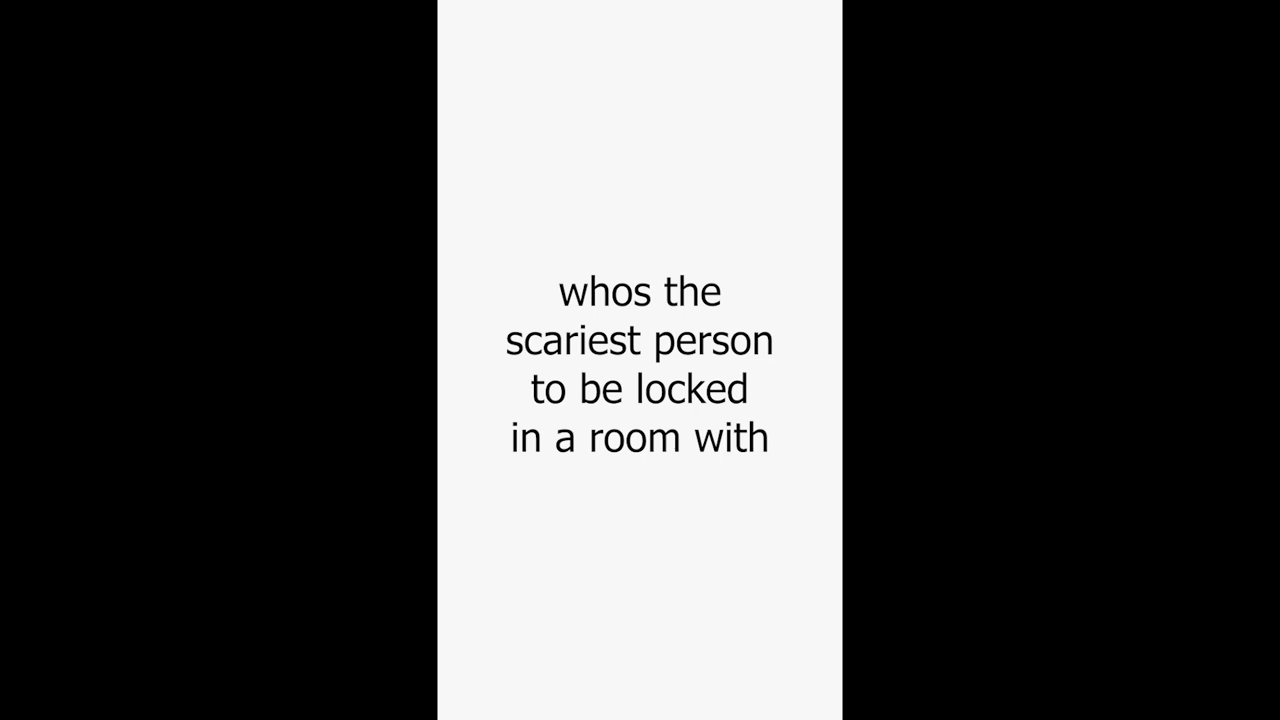 whos the
scariest person
to be locked
in a room with